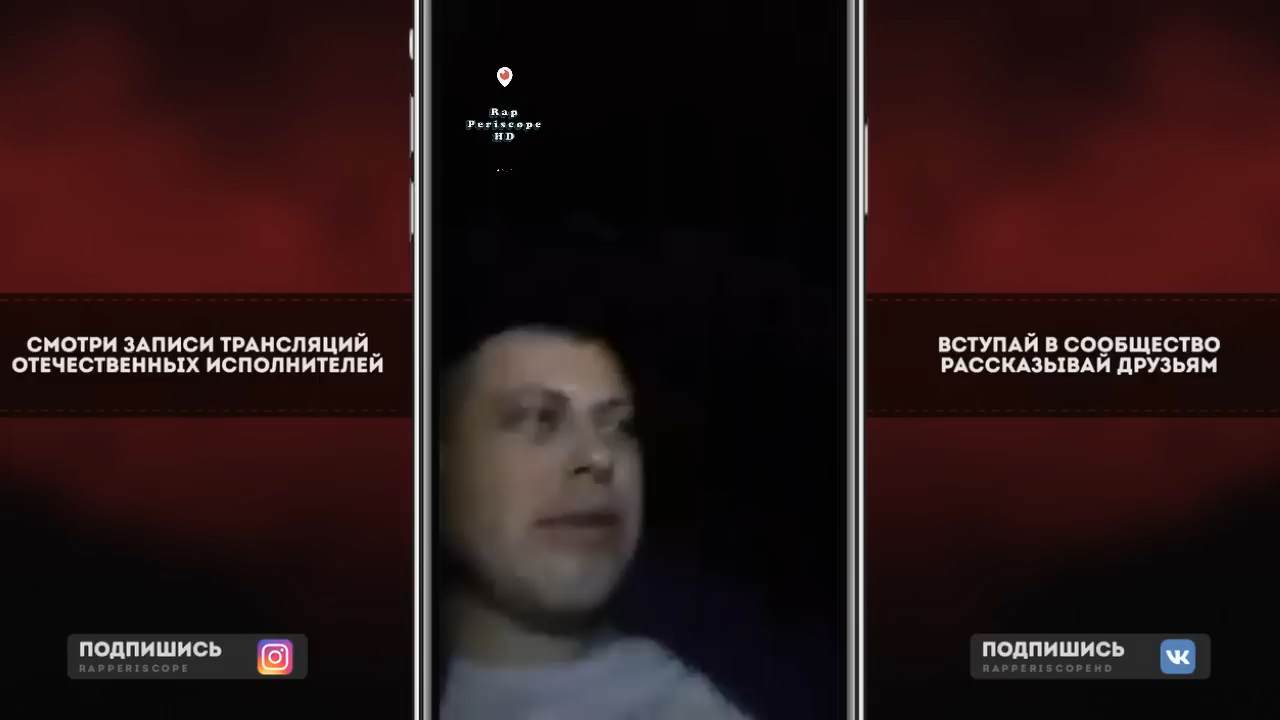 Rap
Periscope
HD
СМОТРИ ЗАПИСИ ТРАНСЛЯЦИЙ
ОТЕЧЕСТВЕННЫХ ИСПОЛНИТЕЛЕЙ
ВСТУПАЙ В СООБЩЕСТВО
РАССКАЗЫВАЙ ДРУЗЬЯМ
ПОДПИШИСЬ
RAPPERISCOPE
ПОДПИШИСЬ
RAPPERISCOPEHD